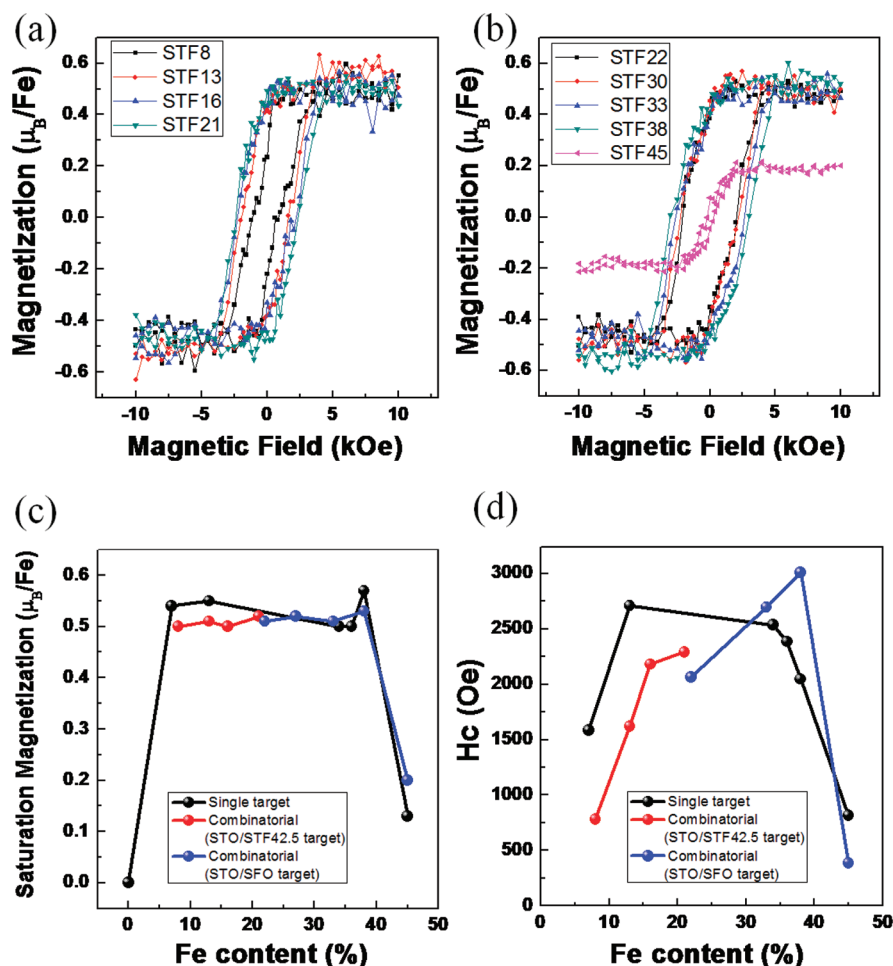 (a)
0.6
0.4
0.2
0.0
-0.2
-0.4
-0.6
Magnetization (μB/Fe)
STF8
STF13
STF16
STF21
-10 -5 0 5 10
Magnetic Field (kOe)
(b)
0.6
0.4
0.2
0.0
-0.2
-0.4
-0.6
Magnetization (μB/Fe)
STF22
STF30
STF33
STF38
STF45
-10 -5 0 5 10
Magnetic Field (kOe)
(c)
0.6
0.5
0.4
0.3
0.2
0.1
0.0
Saturation Magnetization (μB/Fe)
Single target
Combinatorial
(STO/STF42.5 target)
Combinatorial
(STO/SFO target)
0 10 20 30 40 50
Fe content (%)
(d)
3000
2500
2000
1500
1000
500
0
Hc (Oe)
Single target
Combinatorial
(STO/STF42.5 target)
Combinatorial
(STO/SFO target)
0 10 20 30 40 50
Fe content (%)